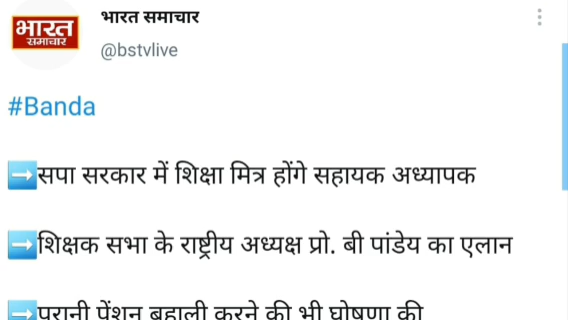 भारत
समाचार
भारत समाचार
@bstvlive
#Banda
➡️सपा सरकार में शिक्षा मित्र होंगे सहायक अध्यापक
➡️शिक्षक सभा के राष्ट्रीय अध्यक्ष प्रो. बी पांडेय का एलान
➡️पुरानी पेंशन बहाली करने की भी घोषणा की